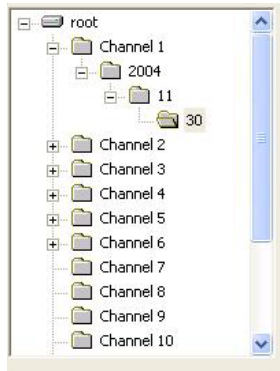 root
Channel 1
2004
11
30
Channel 2
Channel 3
Channel 4
Channel 5
Channel 6
Channel 7
Channel 8
Channel 9
Channel 10